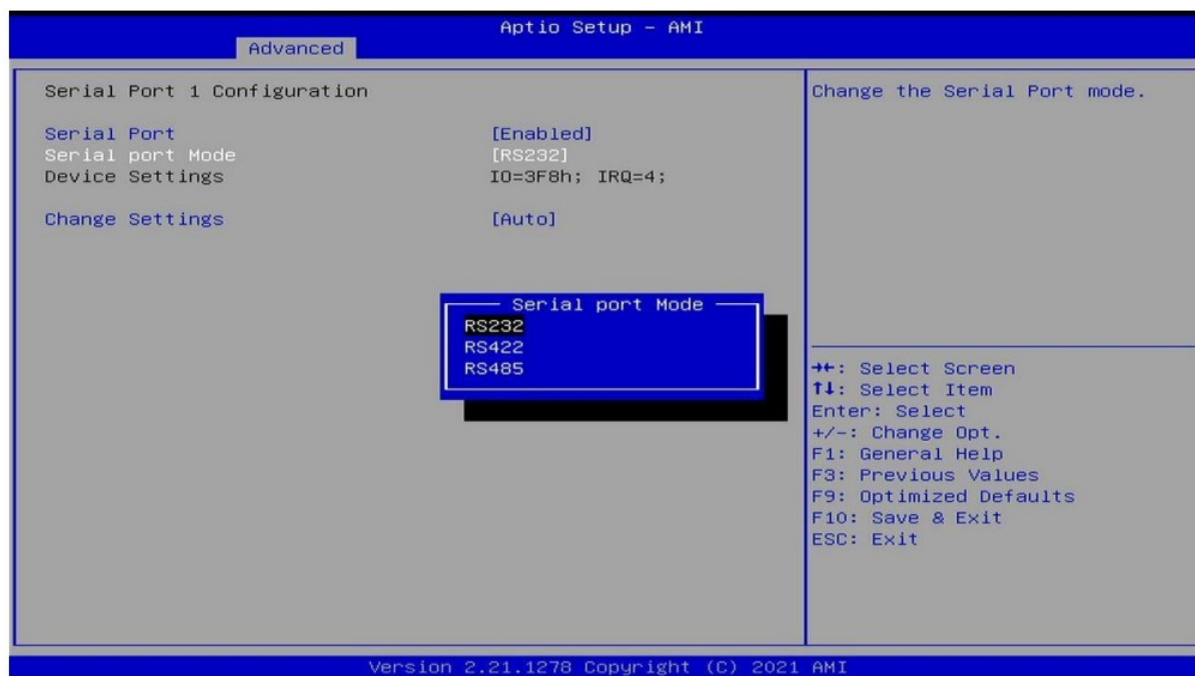 Aptio Setup – AMI
Advanced
Serial Port 1 Configuration
Serial Port [Enabled]
Serial port Mode [RS232]
Device Settings IO=3F8h; IRQ=4;
Change Settings [Auto]
Serial port Mode
RS232
RS422
RS485
Change the Serial Port mode.
→←: Select Screen
↑↓: Select Item
Enter: Select
+/-: Change Opt.
F1: General Help
F3: Previous Values
F9: Optimized Defaults
F10: Save & Exit
ESC: Exit
Version 2.21.1278 Copyright (C) 2021 AMI